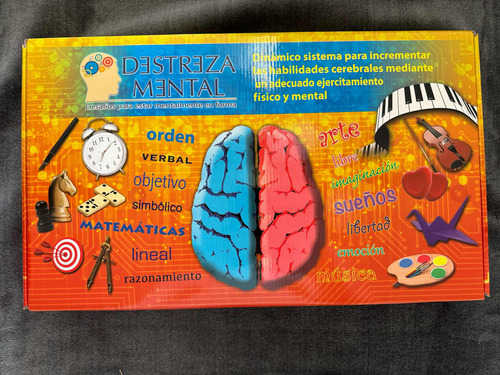 DESTREZA
MENTAL
Desafíos para estar mentalmente en forma
Dinámico sistema para incrementar
las habilidades cerebrales mediante
un adecuado ejercitamiento
físico y mental
orden
VERBAL
objetivo
simbólico
MATEMÁTICAS
lineal
razonamiento
arte
libre
imaginación
sueños
libertad
emoción
música